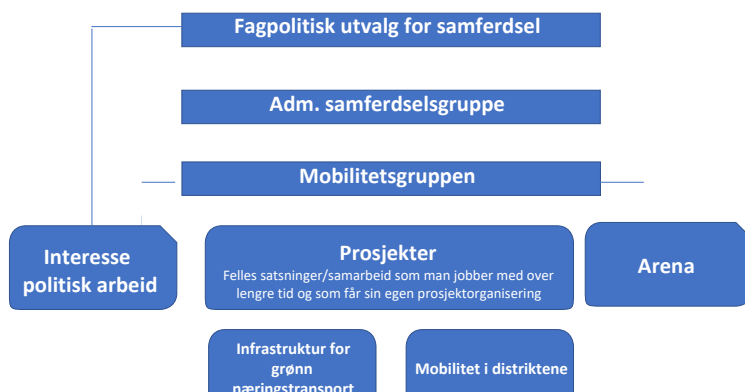 Fagpolitisk utvalg for samferdsel
Adm. samferdselsgruppe
Mobilitetsgruppen
Interesse
politisk arbeid
Prosjekter
Felles satsninger/samarbeid som man jobber med over
lengre tid og som får sin egen prosjektorganisering
Arena
Infrastruktur for
grønn
næringstransport
Mobilitet i distriktene